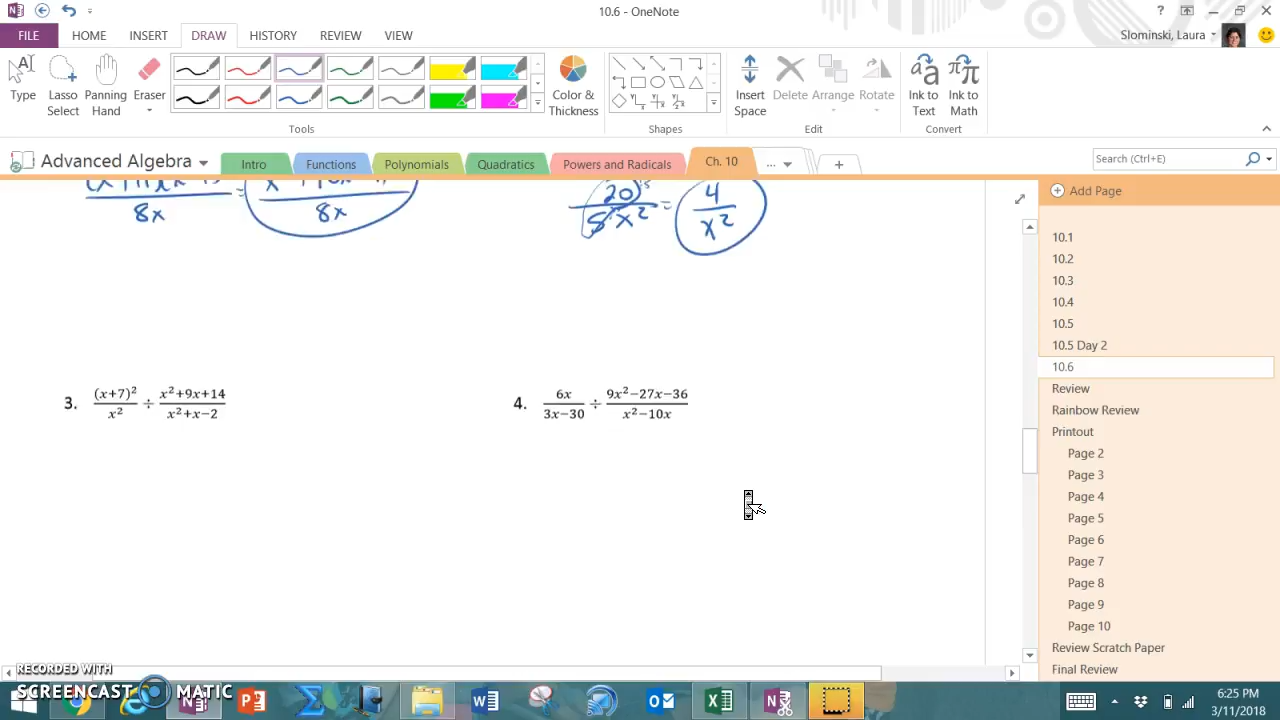 10.6 - OneNote
?
FILE HOME INSERT DRAW HISTORY REVIEW VIEW
Slominski, Laura
Type
Lasso Select
Panning Hand
Eraser
Color & Thickness
Insert Space
Delete
Arrange
Rotate
Ink to Text
Ink to Math
Tools
Shapes
Edit
Convert
Advanced Algebra
Intro Functions Polynomials Quadratics Powers and Radicals Ch. 10 ...
Search (Ctrl+E)
Add Page
10.1
10.2
10.3
10.4
10.5
10.5 Day 2
10.6
Review
Rainbow Review
Printout
Page 2
Page 3
Page 4
Page 5
Page 6
Page 7
Page 8
Page 9
Page 10
Review Scratch Paper
Final Review
8x = 8x
20 / 5x² = 4 / x²
3. (x+7)² / x² ÷ x²+9x+14 / x²+x−2
4. 6x / 3x−30 ÷ 9x²−27x−36 / x²−10x
RECORDED WITH
SCREENCAST MATIC
6:25 PM
3/11/2018